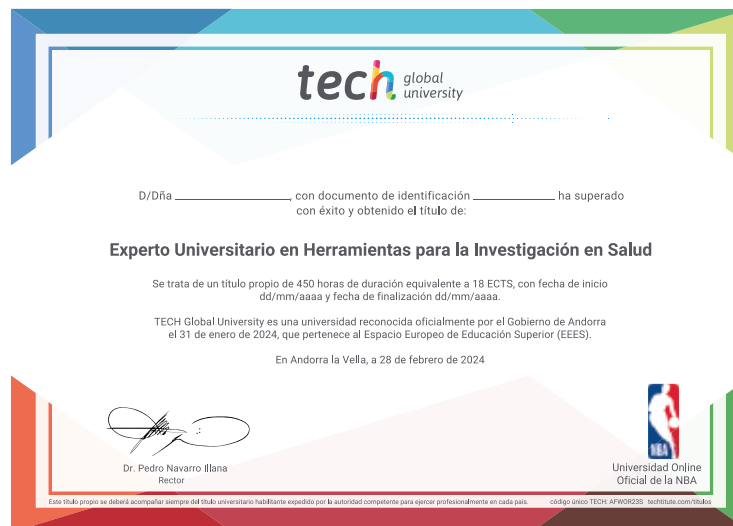 tech global
university
D/Dña ____________, con documento de identificación ____________ ha superado
con éxito y obtenido el título de:
Experto Universitario en Herramientas para la Investigación en Salud
Se trata de un título propio de 450 horas de duración equivalente a 18 ECTS, con fecha de inicio
dd/mm/aaaa y fecha de finalización dd/mm/aaaa.
TECH Global University es una universidad reconocida oficialmente por el Gobierno de Andorra
el 31 de enero de 2024, que pertenece al Espacio Europeo de Educación Superior (EEES).
En Andorra la Vella, a 28 de febrero de 2024
Dr. Pedro Navarro Illana
Rector
NBA
Universidad Online
Oficial de la NBA
Este título propio se deberá acompañar siempre del título universitario habilitante expedido por la autoridad competente para ejercer profesionalmente en cada país. código único TECH: AFWOR23S techtitute.com/titulos